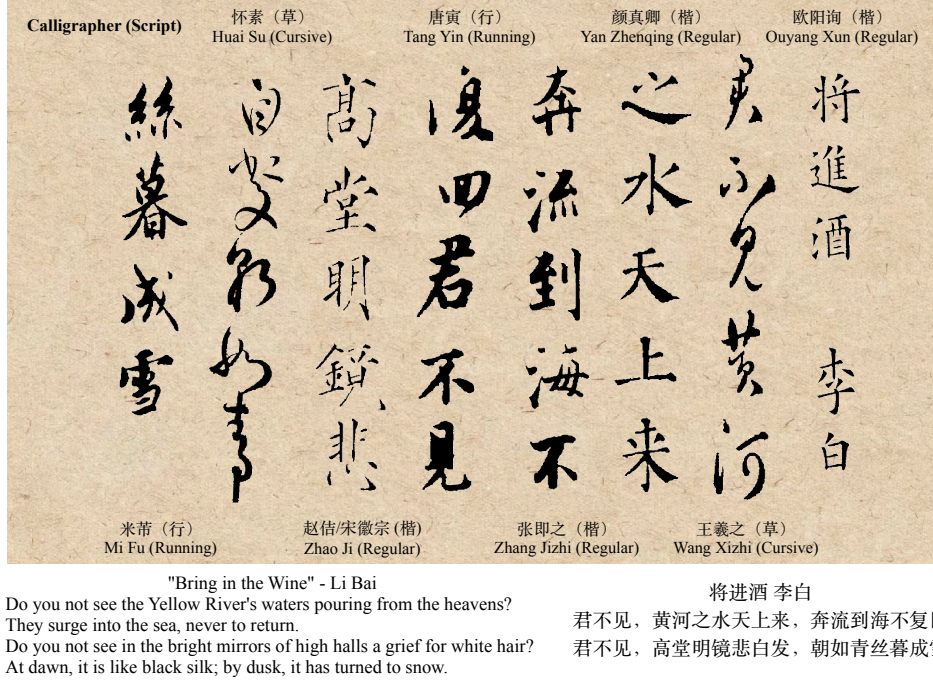 Calligrapher (Script)
怀素（草）
Huai Su (Cursive)
唐寅（行）
Tang Yin (Running)
颜真卿（楷）
Yan Zhenqing (Regular)
欧阳询（楷）
Ouyang Xun (Regular)
将進酒 李白
君不見黄河
之水天上来
奔流到海不
復回君不見
髙堂明鏡悲
白髮朝如青
絲暮成雪
米芾（行）
Mi Fu (Running)
赵佶/宋徽宗 (楷)
Zhao Ji (Regular)
张即之（楷）
Zhang Jizhi (Regular)
王羲之（草）
Wang Xizhi (Cursive)
"Bring in the Wine" - Li Bai
Do you not see the Yellow River's waters pouring from the heavens?
They surge into the sea, never to return.
Do you not see in the bright mirrors of high halls a grief for white hair?
At dawn, it is like black silk; by dusk, it has turned to snow.
将进酒 李白
君不见，黄河之水天上来，奔流到海不复
君不见，高堂明镜悲白发，朝如青丝暮成